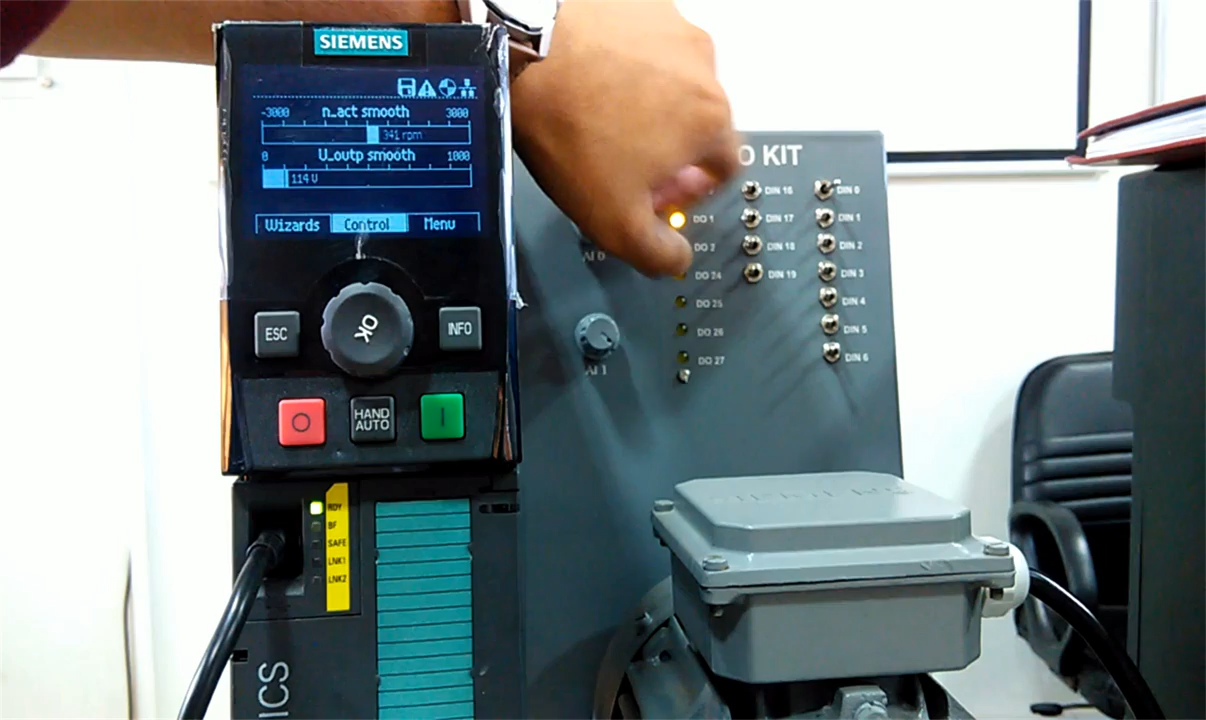 SIEMENS
-3000 n_act smooth 3000
341 rpm
0 U_outp smooth 1000
114 V
Wizards Control Menu
ESC
OK
INFO
HAND
AUTO
RDY
BF
SAFE
LNK1
LNK2
ICS
O KIT
AI 0
AI 1
DO 1
DO 2
DO 24
DO 25
DO 26
DO 27
DIN 16
DIN 17
DIN 18
DIN 19
DIN 0
DIN 1
DIN 2
DIN 3
DIN 4
DIN 5
DIN 6